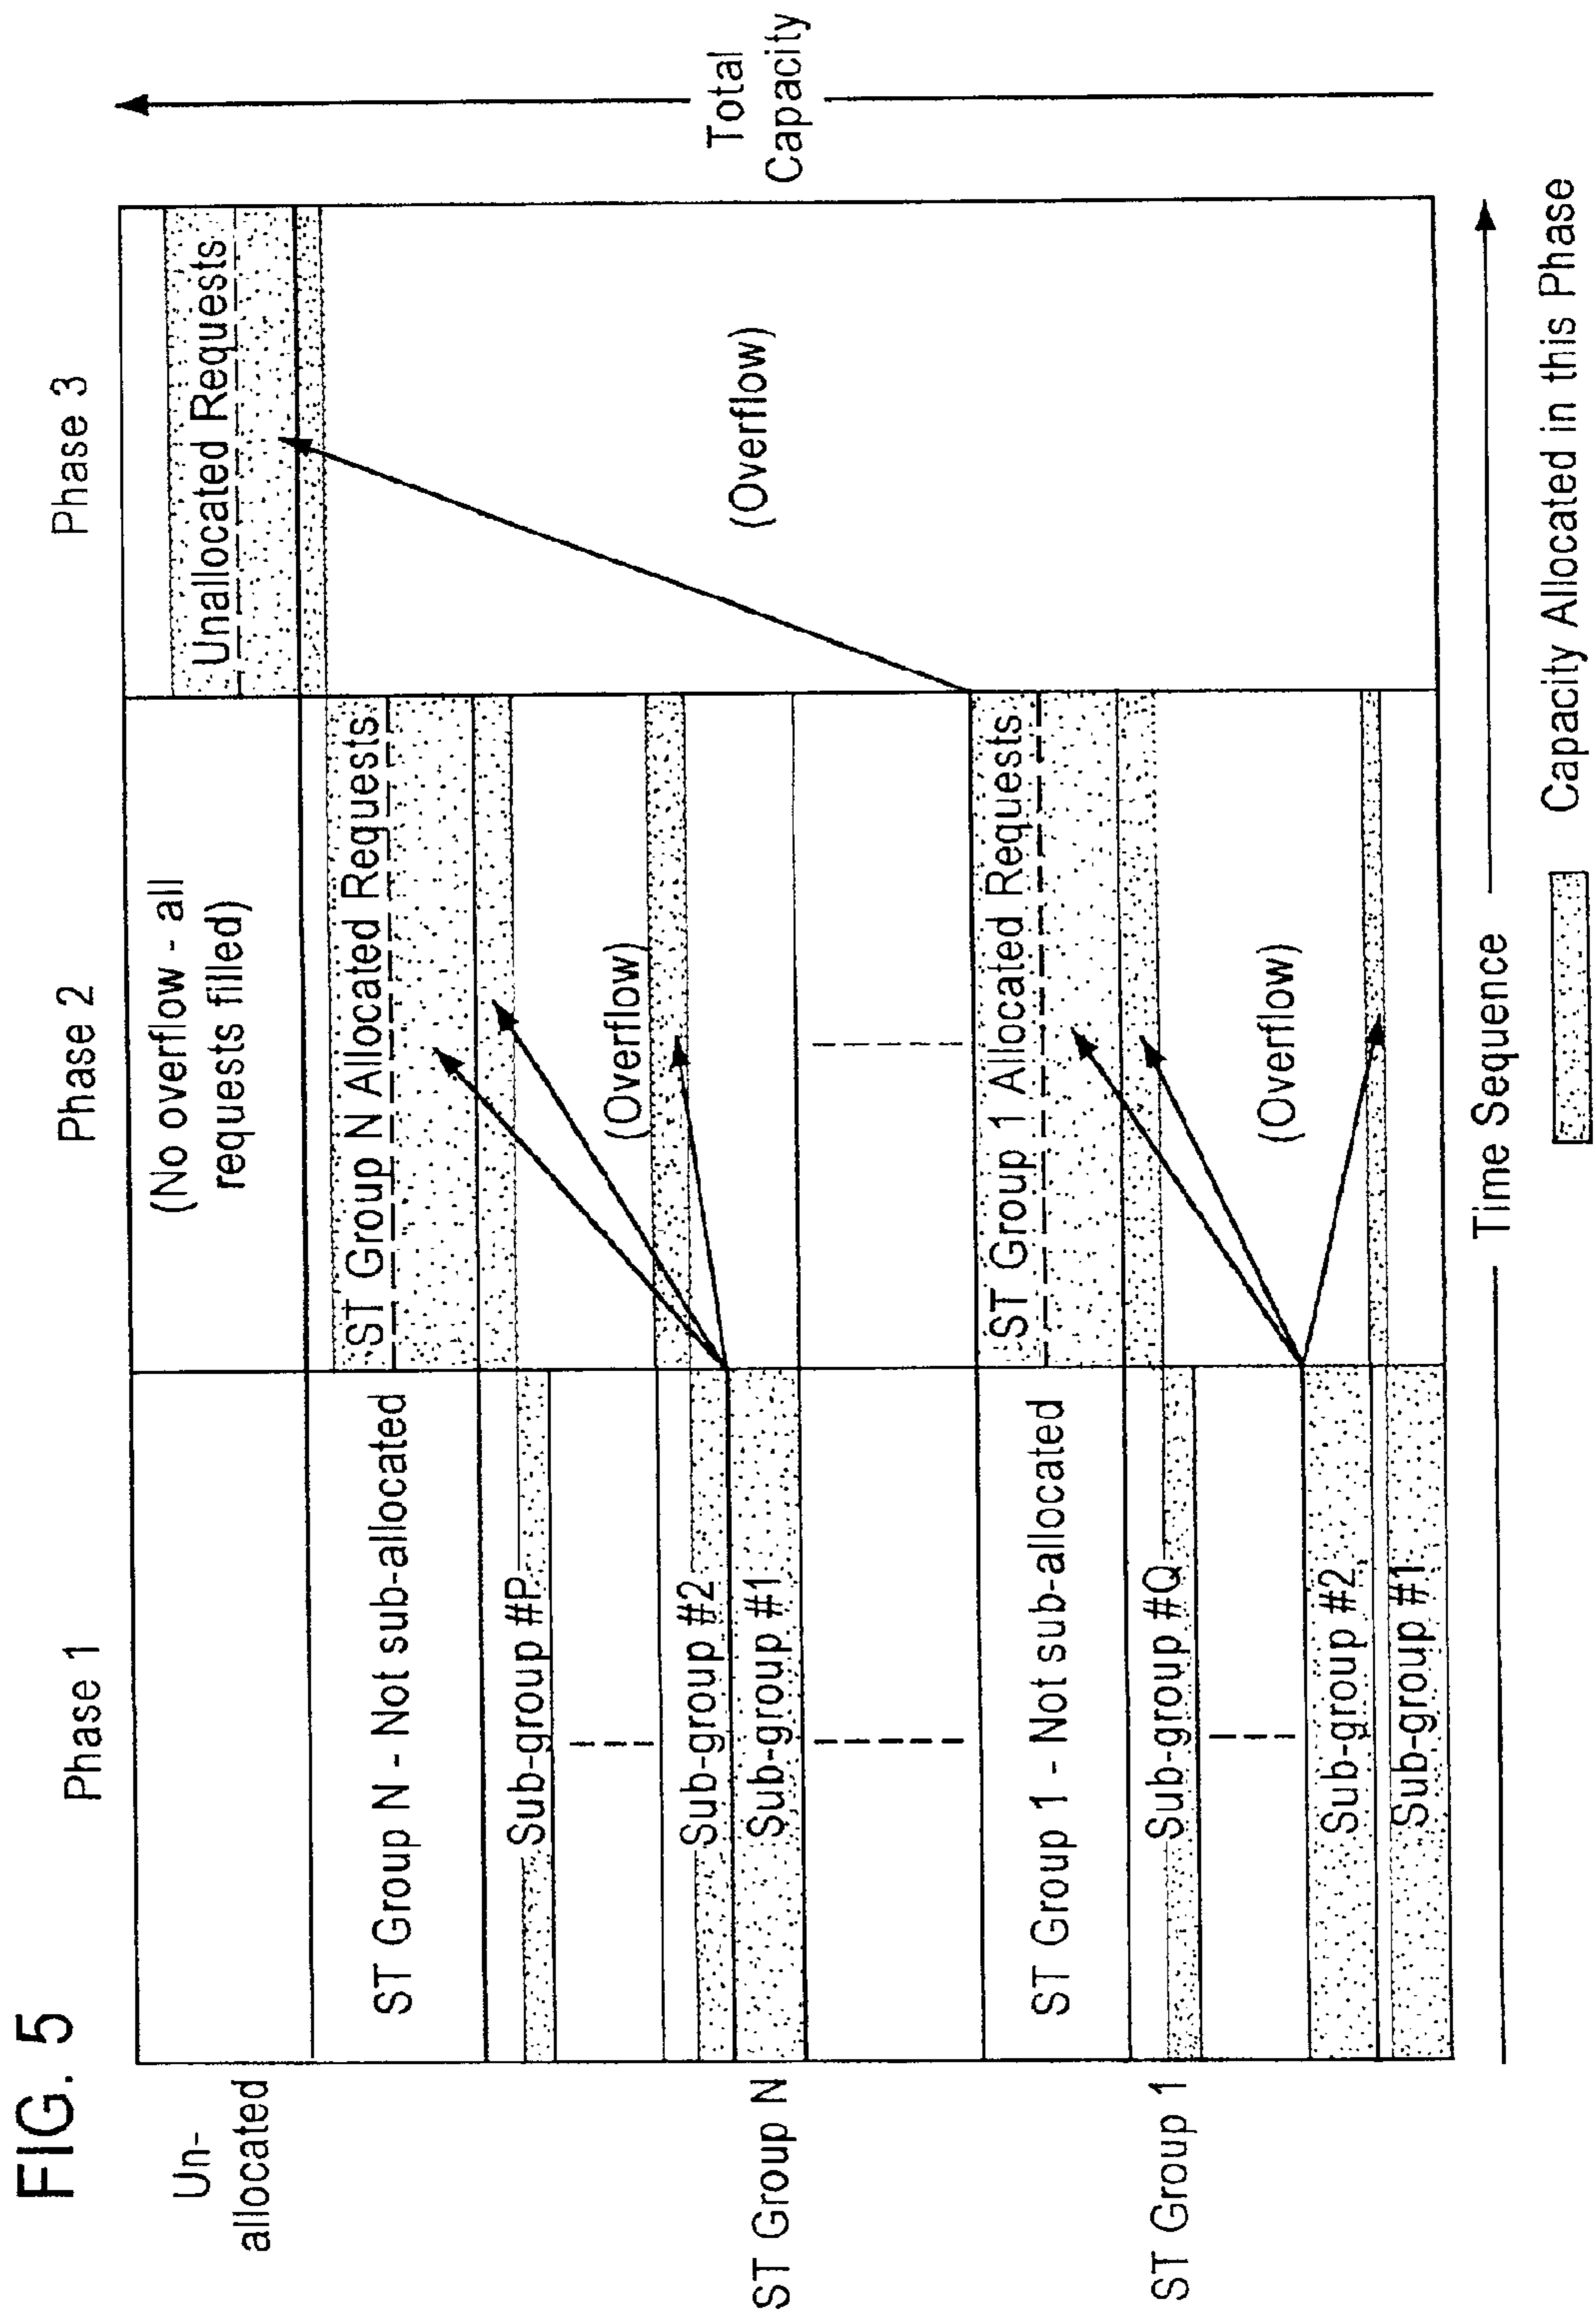 FIG. 5
Phase 1
Phase 2
Phase 3
Un-
allocated
(No overflow - all
requests filled)
Unallocated Requests
ST Group N - Not sub-allocated
ST Group N Allocated Requests
Sub-group #P
(Overflow)
Sub-group #2
Sub-group #1
ST Group N
(Overflow)
Total
Capacity
ST Group 1 - Not sub-allocated
ST Group 1 Allocated Requests
Sub-group #Q
(Overflow)
ST Group 1
Sub-group #2
Sub-group #1
Time Sequence
Capacity Allocated in this Phase